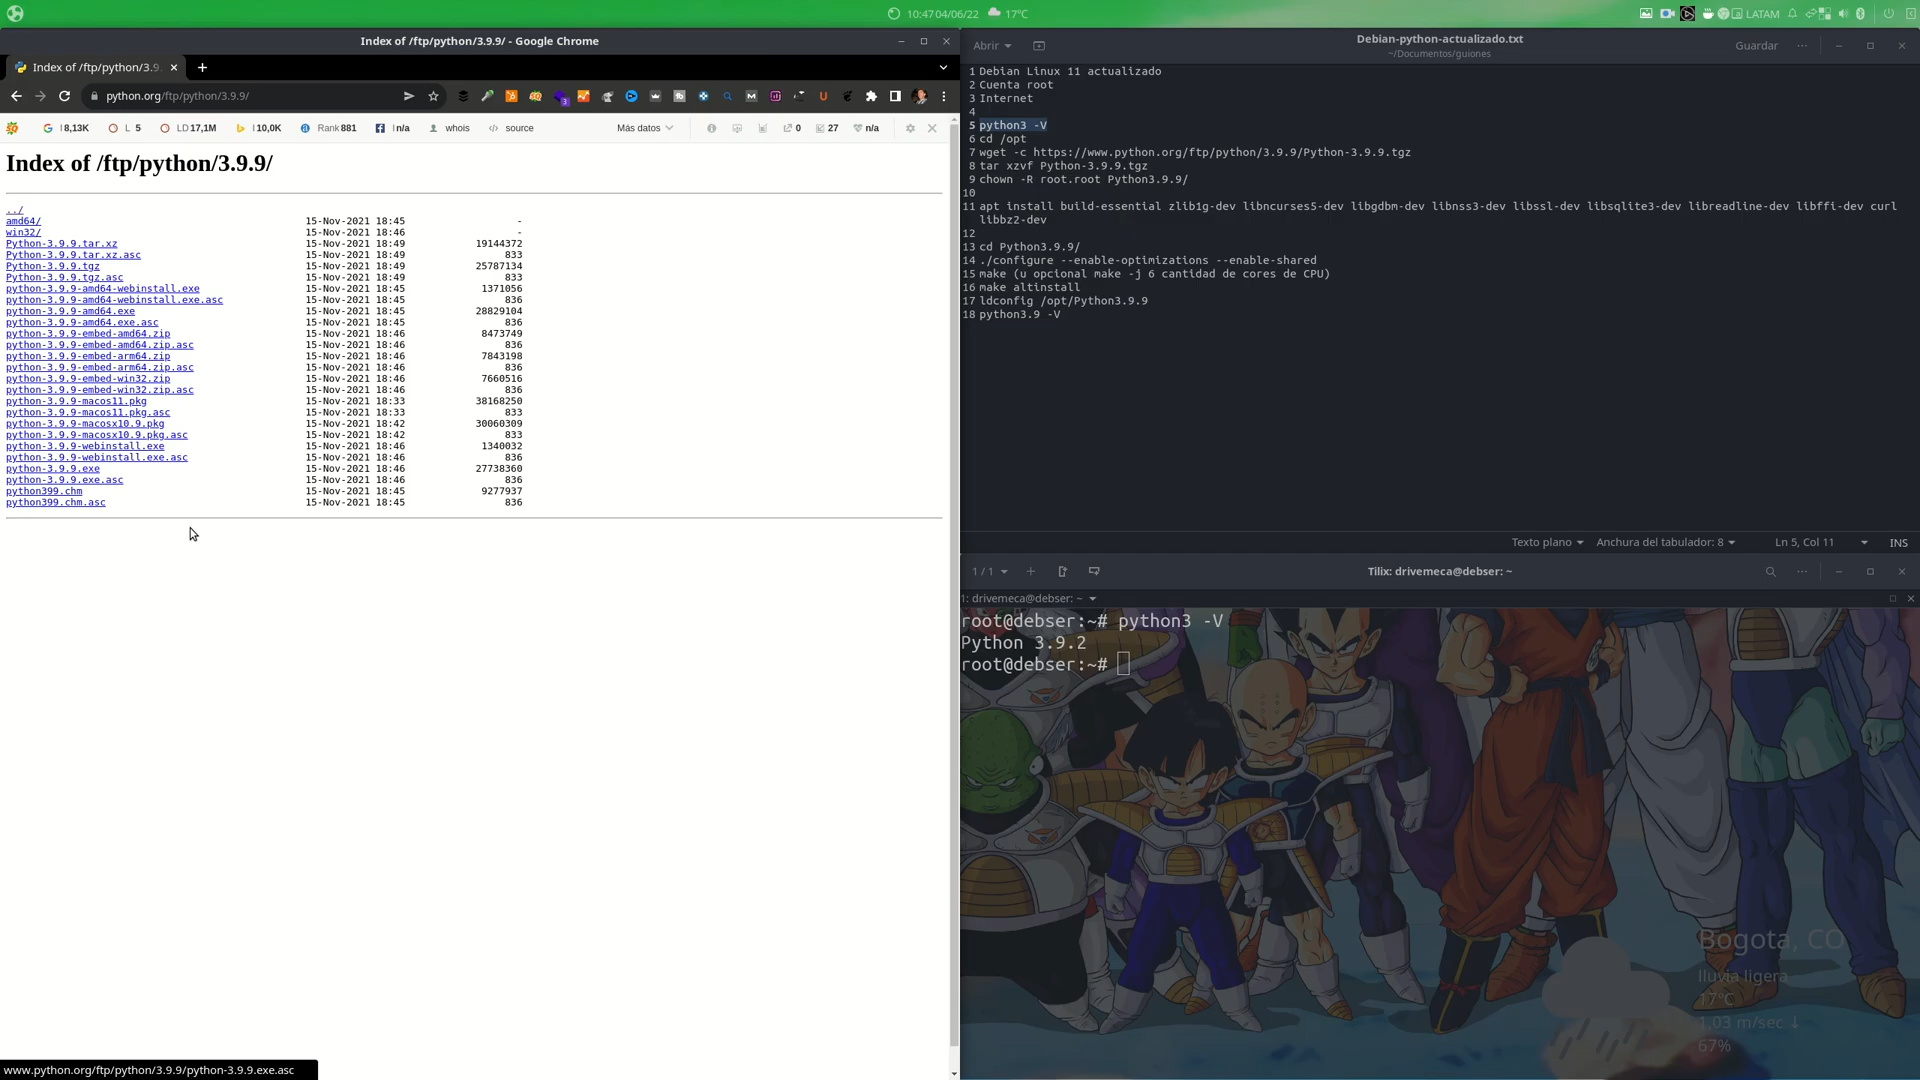 10:47 04/06/22 17°C
LATAM
Index of /ftp/python/3.9.9/ - Google Chrome
Index of /ftp/python/3.9.
python.org/ftp/python/3.9.9/
I 8,13K L 5 LD 17,1M I 10,0K Rank 881 I n/a whois source Más datos 0 27 n/a
Index of /ftp/python/3.9.9/
../
amd64/ 15-Nov-2021 18:45 -
win32/ 15-Nov-2021 18:46 -
Python-3.9.9.tar.xz 15-Nov-2021 18:49 19144372
Python-3.9.9.tar.xz.asc 15-Nov-2021 18:49 833
Python-3.9.9.tgz 15-Nov-2021 18:49 25787134
Python-3.9.9.tgz.asc 15-Nov-2021 18:49 833
python-3.9.9-amd64-webinstall.exe 15-Nov-2021 18:45 1371056
python-3.9.9-amd64-webinstall.exe.asc 15-Nov-2021 18:45 836
python-3.9.9-amd64.exe 15-Nov-2021 18:45 28829104
python-3.9.9-amd64.exe.asc 15-Nov-2021 18:45 836
python-3.9.9-embed-amd64.zip 15-Nov-2021 18:46 8473749
python-3.9.9-embed-amd64.zip.asc 15-Nov-2021 18:46 836
python-3.9.9-embed-arm64.zip 15-Nov-2021 18:46 7843198
python-3.9.9-embed-arm64.zip.asc 15-Nov-2021 18:46 836
python-3.9.9-embed-win32.zip 15-Nov-2021 18:46 7660516
python-3.9.9-embed-win32.zip.asc 15-Nov-2021 18:46 836
python-3.9.9-macos11.pkg 15-Nov-2021 18:33 38168250
python-3.9.9-macos11.pkg.asc 15-Nov-2021 18:33 833
python-3.9.9-macosx10.9.pkg 15-Nov-2021 18:42 30060309
python-3.9.9-macosx10.9.pkg.asc 15-Nov-2021 18:42 833
python-3.9.9-webinstall.exe 15-Nov-2021 18:46 1340032
python-3.9.9-webinstall.exe.asc 15-Nov-2021 18:46 836
python-3.9.9.exe 15-Nov-2021 18:46 27738360
python-3.9.9.exe.asc 15-Nov-2021 18:46 836
python399.chm 15-Nov-2021 18:45 9277937
python399.chm.asc 15-Nov-2021 18:45 836
www.python.org/ftp/python/3.9.9/python-3.9.9.exe.asc
Abrir Debian-python-actualizado.txt Guardar
~/Documentos/guiones
1 Debian Linux 11 actualizado
2 Cuenta root
3 Internet
4
5 python3 -V
6 cd /opt
7 wget -c https://www.python.org/ftp/python/3.9.9/Python-3.9.9.tgz
8 tar xzvf Python-3.9.9.tgz
9 chown -R root.root Python3.9.9/
10
11 apt install build-essential zlib1g-dev libncurses5-dev libgdbm-dev libnss3-dev libssl-dev libsqlite3-dev libreadline-dev libffi-dev curl
libbz2-dev
12
13 cd Python3.9.9/
14 ./configure --enable-optimizations --enable-shared
15 make (u opcional make -j 6 cantidad de cores de CPU)
16 make altinstall
17 ldconfig /opt/Python3.9.9
18 python3.9 -V
Texto plano Anchura del tabulador: 8 Ln 5, Col 11 INS
1 / 1 Tilix: drivemeca@debser: ~
1: drivemeca@debser: ~
root@debser:~# python3 -V
Python 3.9.2
root@debser:~#
Bogota, CO
lluvia ligera
17°C
1,03 m/sec ↓
67%